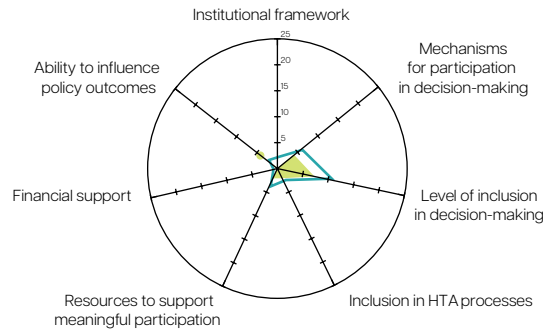 Institutional framework
25
20
15
10
5
Mechanisms
for participation
in decision-making
Level of inclusion
in decision-making
Inclusion in HTA processes
Resources to support
meaningful participation
Financial support
Ability to influence
policy outcomes